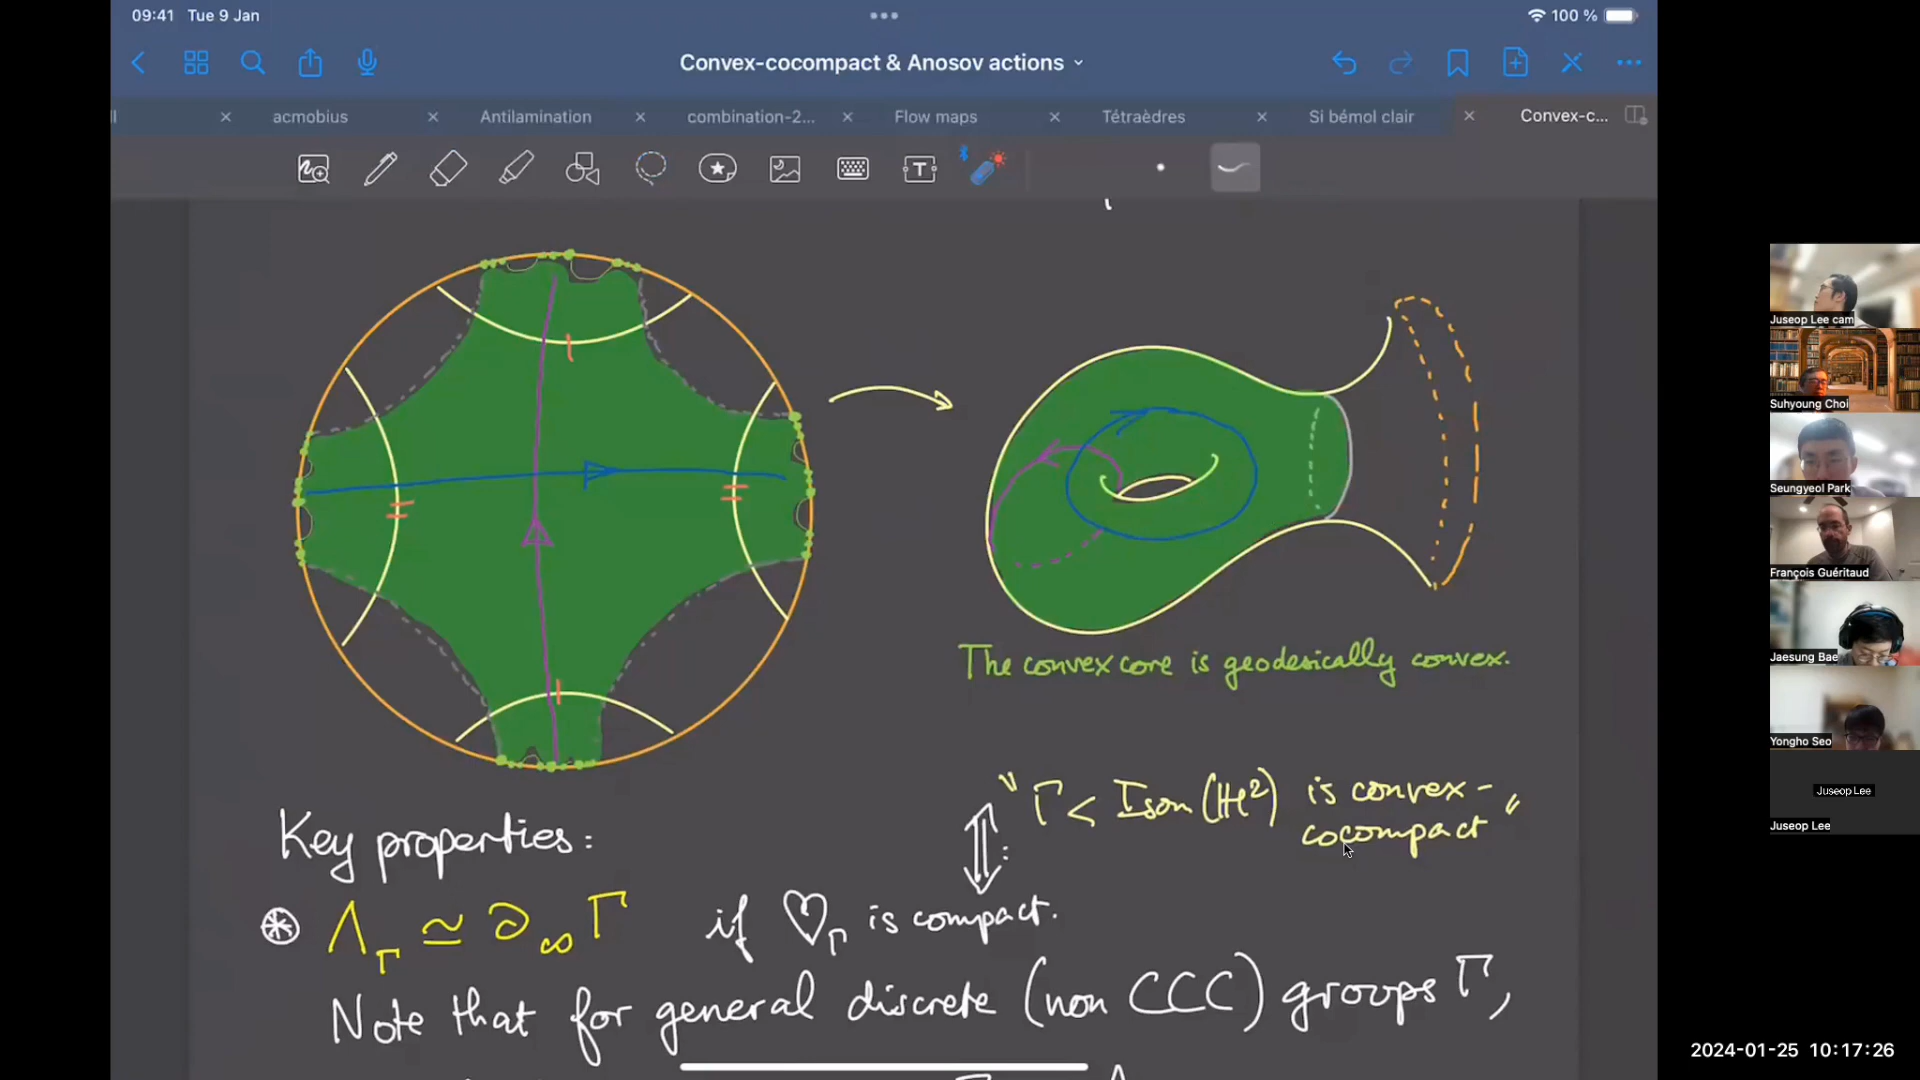 09:41 Tue 9 Jan
100 %
Convex-cocompact & Anosov actions
acmobius
Antilamination
combination-2...
Flow maps
Tétraèdres
Si bémol clair
Convex-c...
The convex core is geodesically convex.
" Γ < Isom (ℍ²) is convex-
cocompact "
Key properties:
⊛ Λ_Γ ≃ ∂_∞ Γ if ♡_Γ is compact.
Note that for general discrete (non CCC) groups Γ,
Juseop Lee cam
Suhyoung Choi
Seungyeol Park
François Guéritaud
Jaesung Bae
Yongho Seo
Juseop Lee
Juseop Lee
2024-01-25 10:17:26